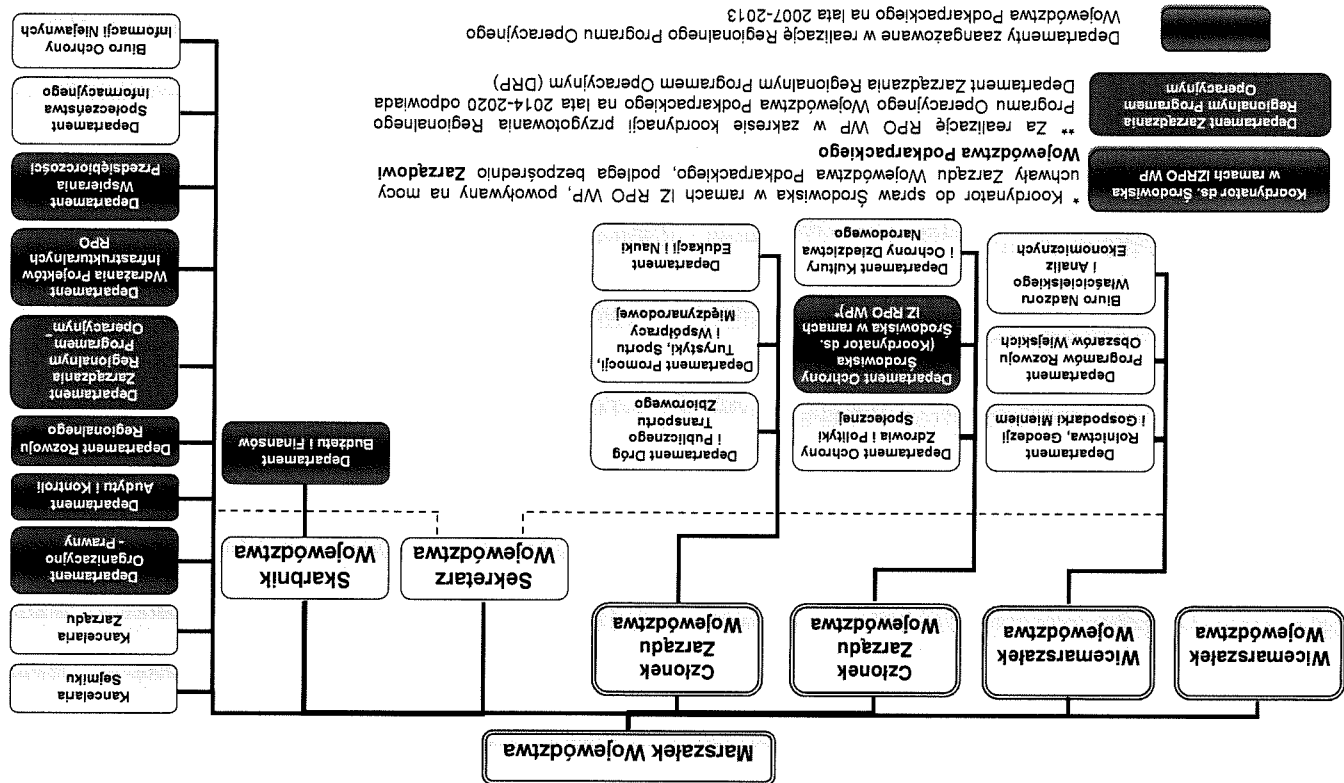 Marszałek Województwa
Wicemarszałek
Województwa
Wicemarszałek
Województwa
Członek
Zarządu
Województwa
Członek
Zarządu
Województwa
Sekretarz
Województwa
Skarbnik
Województwa
Kancelaria
Sejmiku
Kancelaria
Zarządu
Departament
Organizacyjno
- Prawny
Departament
Audytu i Kontroli
Departament Rozwoju
Regionalnego
Departament
Zarządzania
Regionalnym
Programem
Operacyjnym**
Departament
Wdrażania Projektów
Infrastrukturalnych
RPO
Departament
Wspierania
Przedsiębiorczości
Departament
Społeczeństwa
Informacyjnego
Biuro Ochrony
Informacji Niejawnych
Departament
Budżetu i Finansów
Departament
Rolnictwa, Geodezji
i Gospodarki Mieniem
Departament
Programów Rozwoju
Obszarów Wiejskich
Biuro Nadzoru
Właścicielskiego
i Analiz
Ekonomicznych
Departament Ochrony
Zdrowia i Polityki
Społecznej
Departament Ochrony
Środowiska
(Koordynator ds.
Środowiska w ramach
IZ RPO WP)*
Departament Kultury
i Ochrony Dziedzictwa
Narodowego
Departament Dróg
i Publicznego
Transportu
Zbiorowego
Departament Promocji,
Turystyki, Sportu
i Współpracy
Międzynarodowej
Departament
Edukacji i Nauki
Koordynator ds. Środowiska
w ramach IZRPO WP
* Koordynator do spraw Środowiska w ramach IZ RPO WP, powoływany na mocy
uchwały Zarządu Województwa Podkarpackiego, podlega bezpośrednio Zarządowi
Województwa Podkarpackiego
Departament Zarządzania
Regionalnym Programem
Operacyjnym
** Za realizację RPO WP w zakresie koordynacji przygotowania Regionalnego
Programu Operacyjnego Województwa Podkarpackiego na lata 2014-2020 odpowiada
Departament Zarządzania Regionalnym Programem Operacyjnym (DRP)
Departamenty zaangażowane w realizację Regionalnego Programu Operacyjnego
Województwa Podkarpackiego na lata 2007-2013